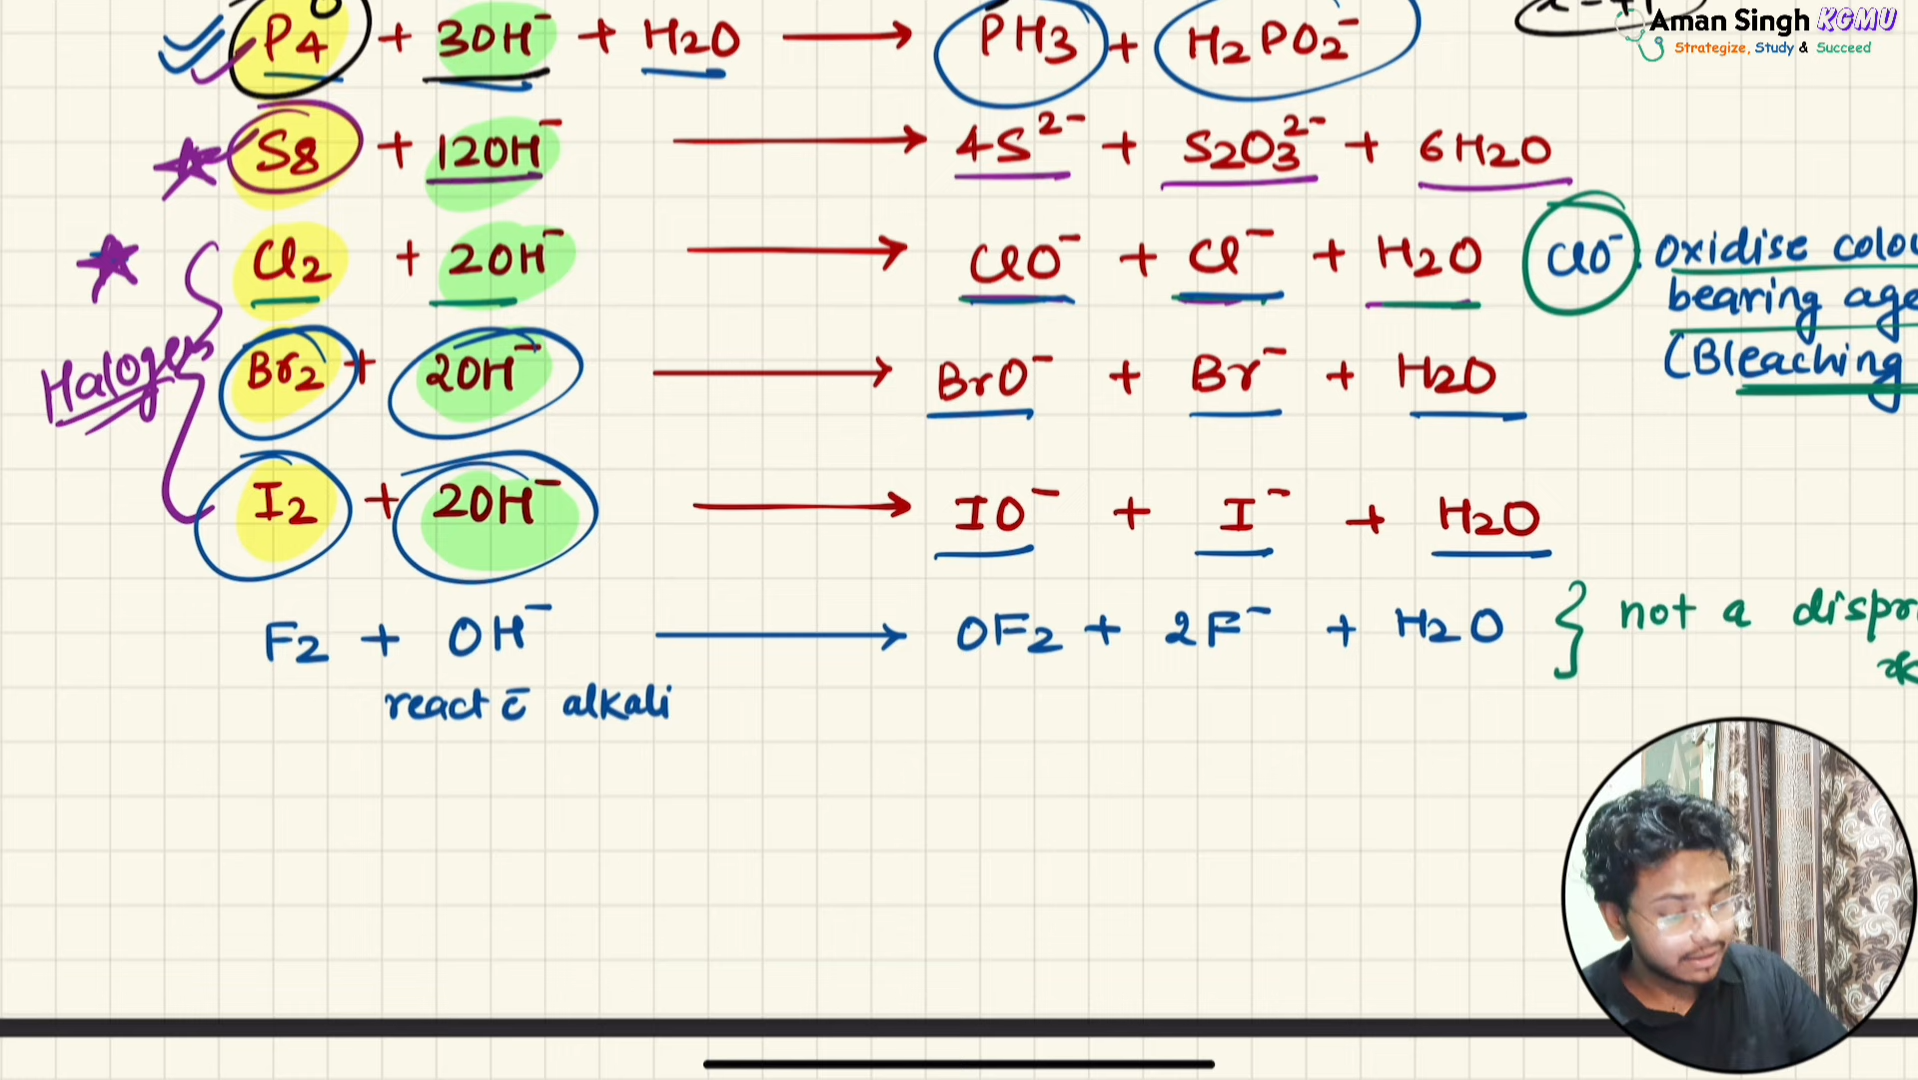 P4 + 3OH⁻ + H2O ⟶ PH3 + H2PO2⁻
Aman Singh KGMU
Strategize, Study & Succeed
S8 + 12OH⁻ ⟶ 4S²⁻ + S2O3²⁻ + 6H2O
Cl2 + 2OH⁻ ⟶ ClO⁻ + Cl⁻ + H2O
ClO⁻ : oxidise colou
bearing age
(Bleaching
Halogens
Br2 + 2OH⁻ ⟶ BrO⁻ + Br⁻ + H2O
I2 + 2OH⁻ ⟶ IO⁻ + I⁻ + H2O
F2 + OH⁻ ⟶ OF2 + 2F⁻ + H2O } not a dispro
react c̄ alkali